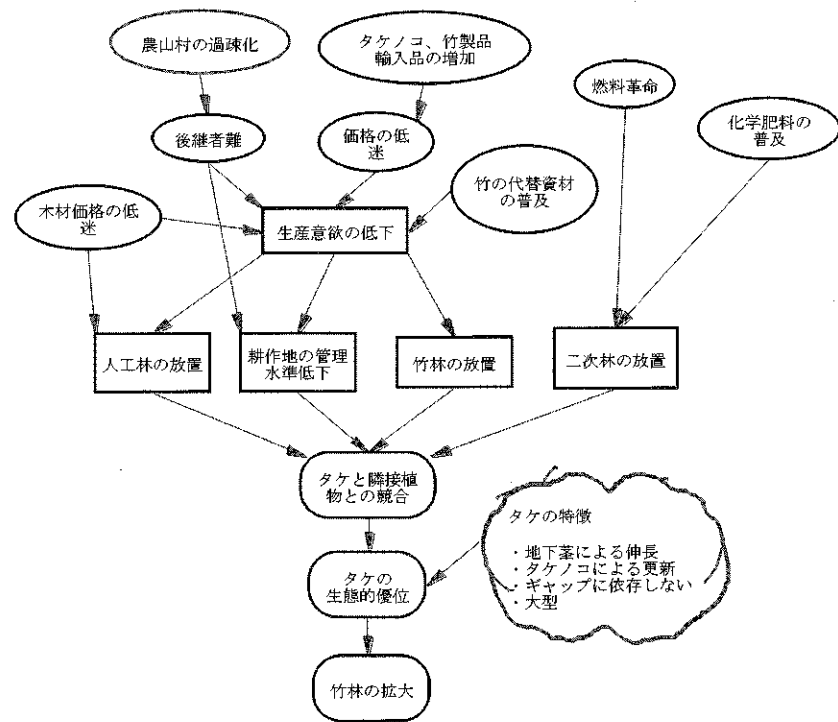 農山村の過疎化
タケノコ、竹製品
輸入品の増加
燃料革命
化学肥料の
普及
後継者難
価格の低
迷
竹の代替資材
の普及
木材価格の低
迷
生産意欲の低下
人工林の放置
耕作地の管理
水準低下
竹林の放置
二次林の放置
タケと隣接植
物との競合
タケの特徴
・地下茎による伸長
・タケノコによる更新
・ギャップに依存しない
・大型
タケの
生態的優位
竹林の拡大